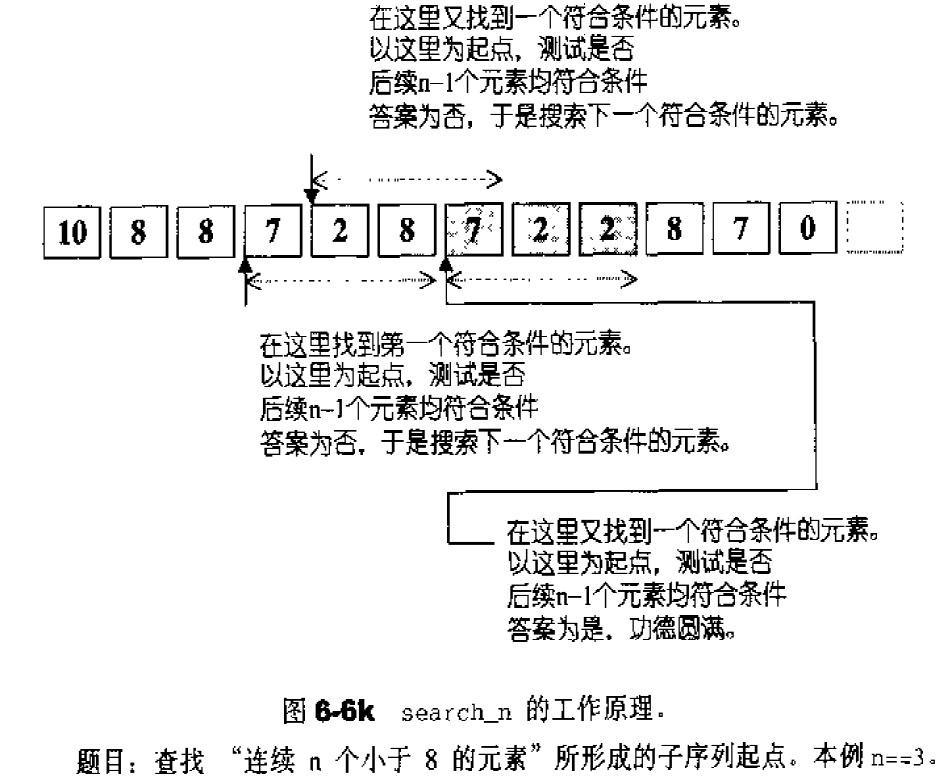 在这里又找到一个符合条件的元素。
以这里为起点，测试是否
后续n-1个元素均符合条件
答案为否，于是搜索下一个符合条件的元素。
10 8 8 7 2 8 7 2 2 8 7 0
在这里找到第一个符合条件的元素。
以这里为起点，测试是否
后续n-1个元素均符合条件
答案为否，于是搜索下一个符合条件的元素。
在这里又找到一个符合条件的元素。
以这里为起点，测试是否
后续n-1个元素均符合条件
答案为是，功德圆满。
图 6-6k search_n 的工作原理.
题目：查找 “连续 n 个小于 8 的元素”所形成的子序列起点。本例 n==3。